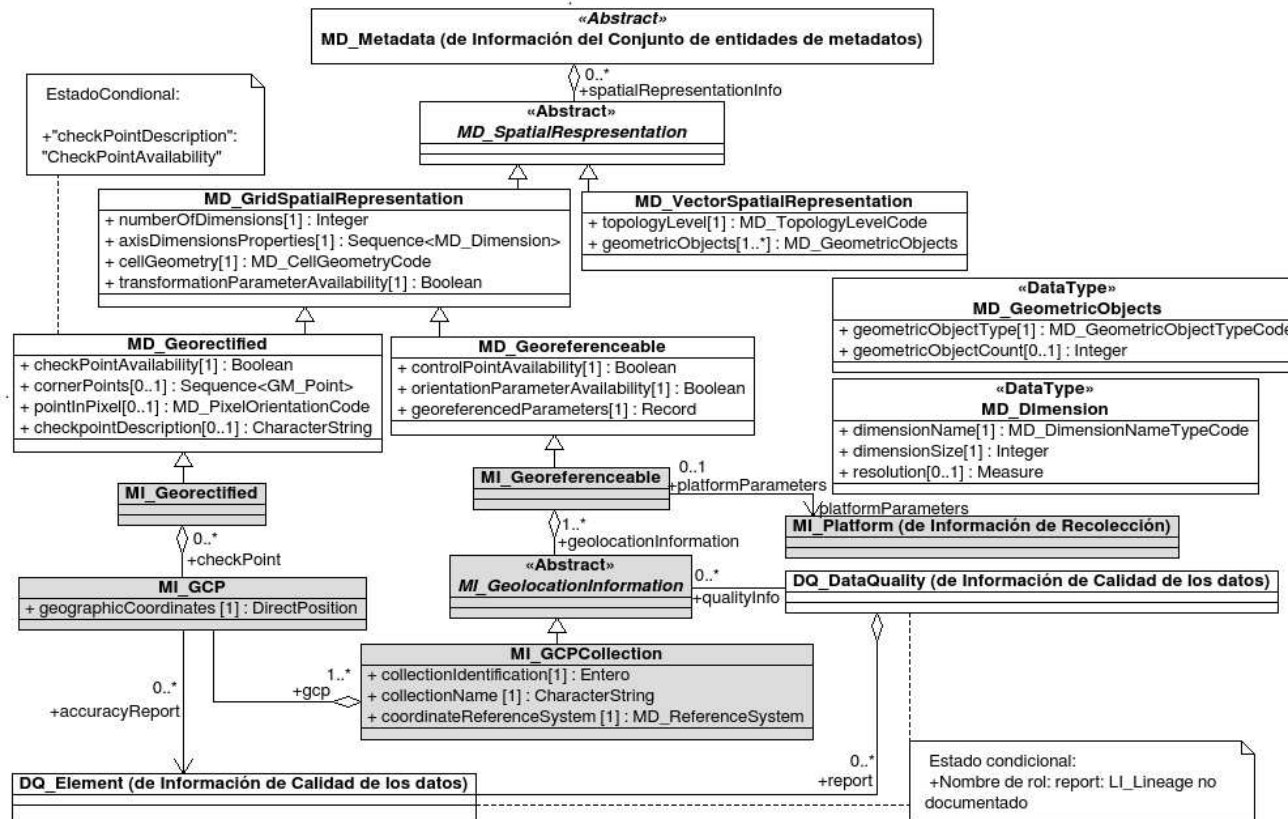 «Abstract»
MD_Metadata (de Información del Conjunto de entidades de metadatos)
0..*
+spatialRepresentationInfo
EstadoCondional:
+"checkPointDescription":
"CheckPointAvailability"
«Abstract»
MD_SpatialRespresentation
MD_GridSpatialRepresentation
+ numberOfDimensions[1] : Integer
+ axisDimensionsProperties[1] : Sequence<MD_Dimension>
+ cellGeometry[1] : MD_CellGeometryCode
+ transformationParameterAvailability[1] : Boolean
MD_VectorSpatialRepresentation
+ topologyLevel[1] : MD_TopologyLevelCode
+ geometricObjects[1..*] : MD_GeometricObjects
«DataType»
MD_GeometricObjects
+ geometricObjectType[1] : MD_GeometricObjectTypeCode
+ geometricObjectCount[0..1] : Integer
MD_Georectified
+ checkPointAvailability[1] : Boolean
+ cornerPoints[0..1] : Sequence<GM_Point>
+ pointInPixel[0..1] : MD_PixelOrientationCode
+ checkpointDescription[0..1] : CharacterString
MD_Georeferenceable
+ controlPointAvailability[1] : Boolean
+ orientationParameterAvailability[1] : Boolean
+ georeferencedParameters[1] : Record
«DataType»
MD_DImension
+ dimensionName[1] : MD_DimensionNameTypeCode
+ dimensionSize[1] : Integer
+ resolution[0..1] : Measure
MI_Georectified
MI_Georeferenceable
0..1
+platformParameters
platformParameters
MI_Platform (de Información de Recolección)
0..*
+checkPoint
1..*
+geolocationInformation
MI_GCP
+ geographicCoordinates [1] : DirectPosition
«Abstract»
MI_GeolocationInformation
0..*
+qualityInfo
DQ_DataQuality (de Información de Calidad de los datos)
MI_GCPCollection
+ collectionIdentification[1] : Entero
+ collectionName [1] : CharacterString
+ coordinateReferenceSystem [1] : MD_ReferenceSystem
1..*
+gcp
0..*
+accuracyReport
0..*
+report
DQ_Element (de Información de Calidad de los datos)
Estado condicional:
+Nombre de rol: report: LI_Lineage no
documentado